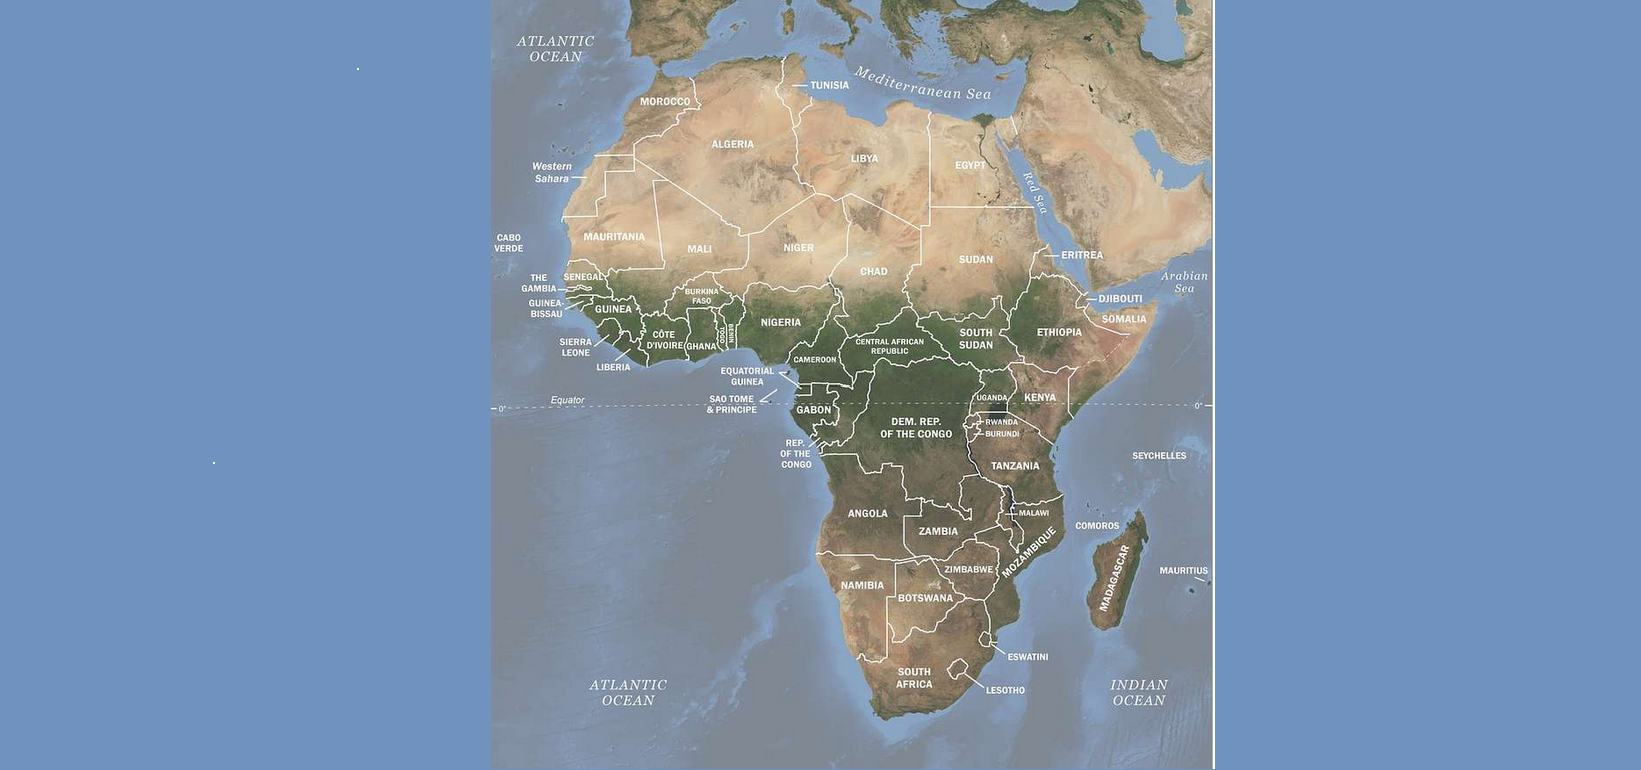 ATLANTIC
OCEAN
Mediterranean Sea
TUNISIA
MOROCCO
ALGERIA
LIBYA
EGYPT
Western
Sahara
Red Sea
CABO
VERDE
MAURITANIA
MALI
NIGER
CHAD
SUDAN
ERITREA
Arabian
Sea
THE
GAMBIA
SENEGAL
GUINEA-
BISSAU
GUINEA
BURKINA
FASO
DJIBOUTI
SOMALIA
SIERRA
LEONE
LIBERIA
CÔTE
D'IVOIRE
GHANA
TOGO
BENIN
NIGERIA
CAMEROON
CENTRAL AFRICAN
REPUBLIC
SOUTH
SUDAN
ETHIOPIA
EQUATORIAL
GUINEA
SAO TOME
& PRINCIPE
Equator
0°
0°
GABON
REP.
OF THE
CONGO
DEM. REP.
OF THE CONGO
UGANDA
KENYA
RWANDA
BURUNDI
TANZANIA
SEYCHELLES
ANGOLA
ZAMBIA
MALAWI
MOZAMBIQUE
COMOROS
MADAGASCAR
MAURITIUS
NAMIBIA
BOTSWANA
ZIMBABWE
SOUTH
AFRICA
ESWATINI
LESOTHO
ATLANTIC
OCEAN
INDIAN
OCEAN